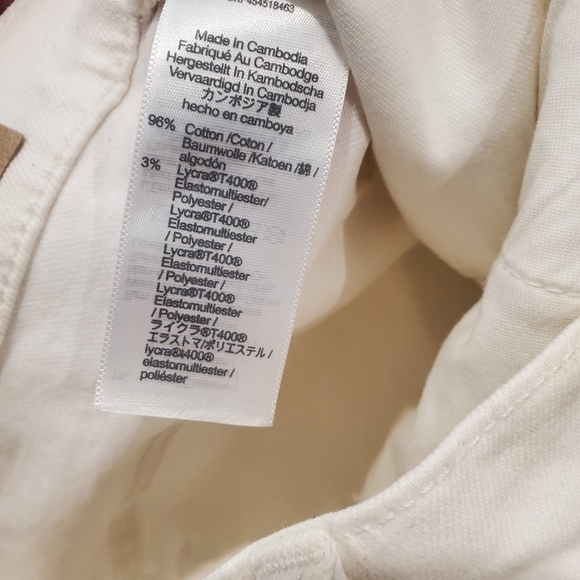 454518463
Made In Cambodia
Fabriqué Au Cambodge
Hergestellt In Kambodscha
Vervaardigd In Cambodja
カンボジア製
hecho en camboya
96% Cotton /Coton/
Baumwolle /Katoen /綿 /
algodón
3% Lycra®T400®
Elastomultiester/
Polyester /
Lycra®T400®
Elastomultiester
/ Polyester /
Lycra®T400®
Elastomultiester
/ Polyester /
Lycra®T400®
Elastomultiester
/ Polyester /
ライクラ®T400®
エラストマ/ポリエステル /
lycra®t400®
elastomultiester /
poliéster